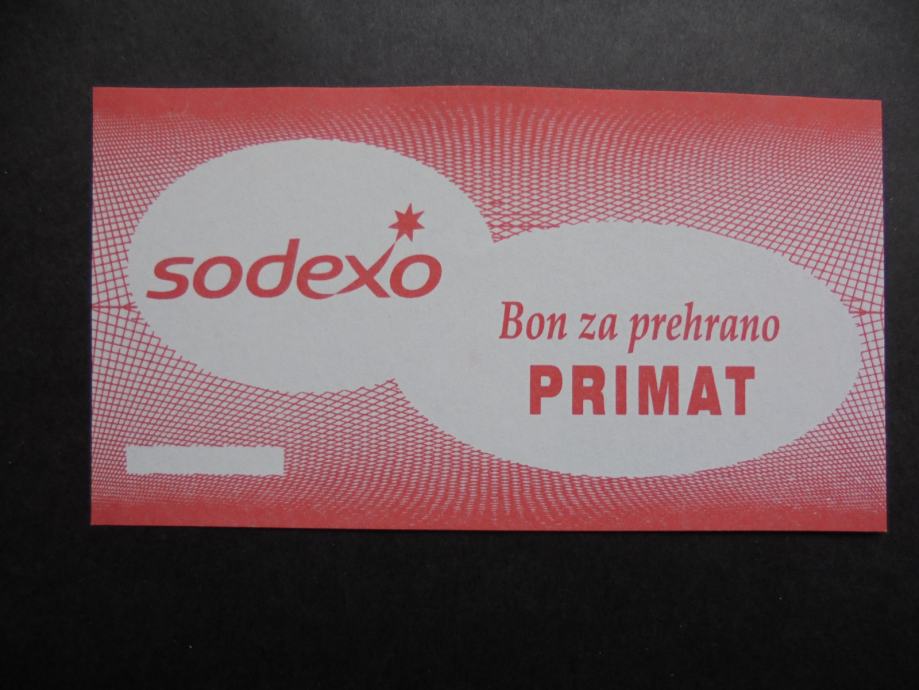 sodexo
Bon za prehrano
PRIMAT